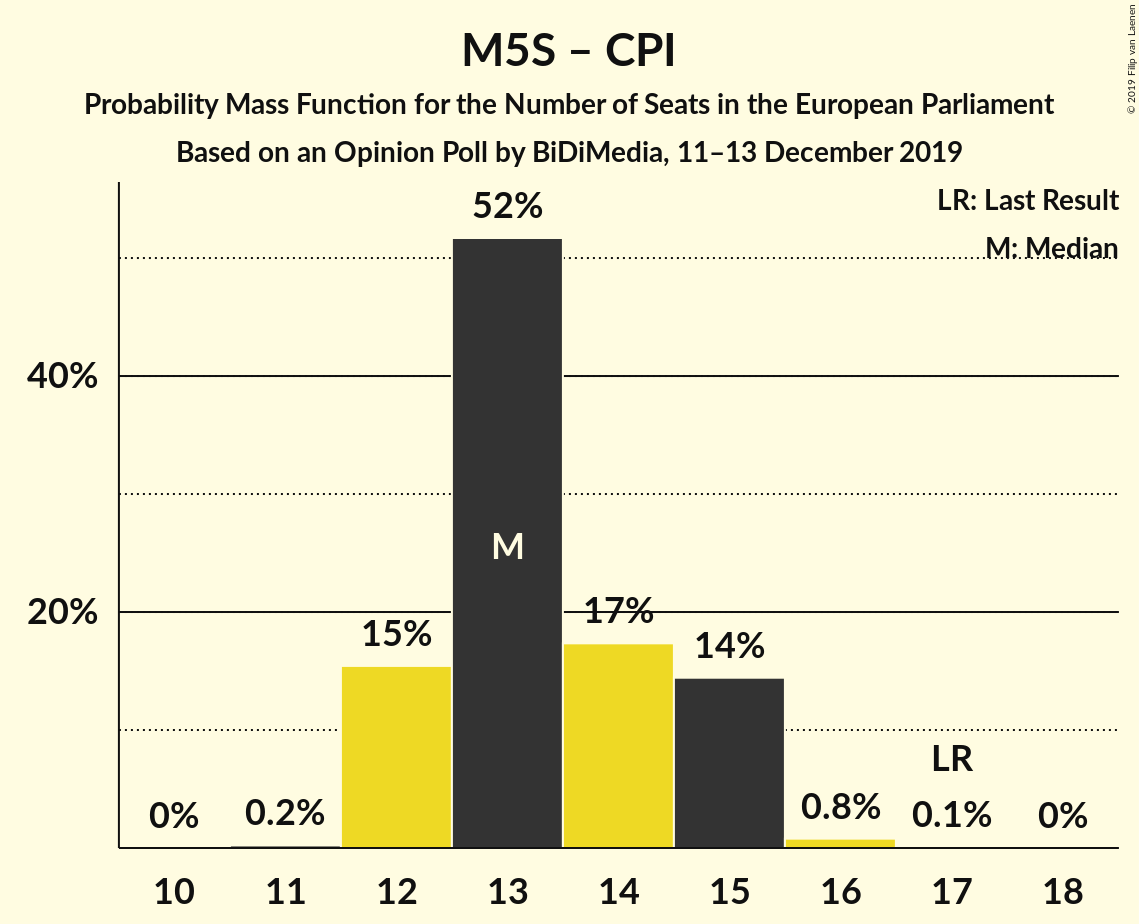 M5S – CPI
Probability Mass Function for the Number of Seats in the European Parliament
Based on an Opinion Poll by BiDiMedia, 11–13 December 2019
© 2019 Filip van Laenen
LR: Last Result
M: Median
52%
40%
M
20%
17%
15%
14%
LR
0%
0.2%
0.8%
0.1%
0%
10 11 12 13 14 15 16 17 18